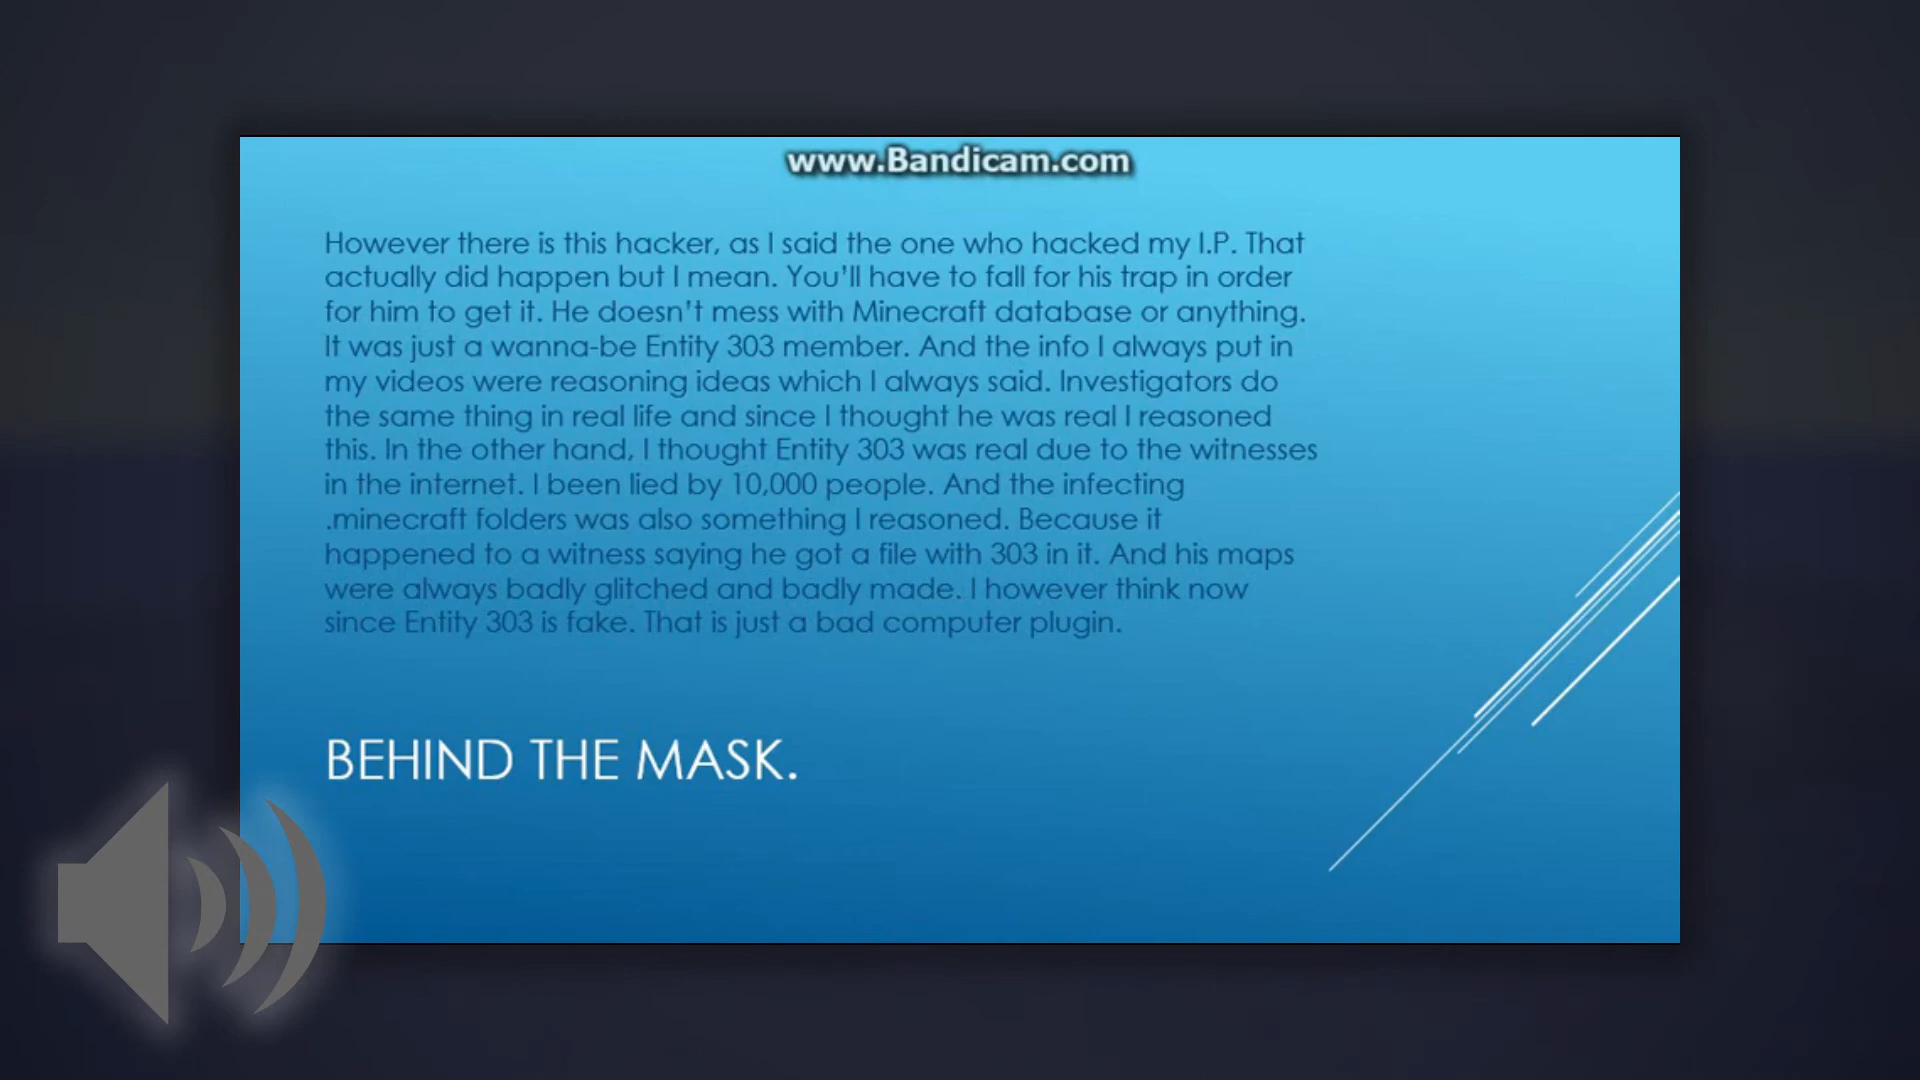 www.Bandicam.com
However there is this hacker, as I said the one who hacked my I.P. That
actually did happen but I mean. You'll have to fall for his trap in order
for him to get it. He doesn't mess with Minecraft database or anything.
It was just a wanna-be Entity 303 member. And the info I always put in
my videos were reasoning ideas which I always said. Investigators do
the same thing in real life and since I thought he was real I reasoned
this. In the other hand, I thought Entity 303 was real due to the witnesses
in the internet. I been lied by 10,000 people. And the infecting
.minecraft folders was also something I reasoned. Because it
happened to a witness saying he got a file with 303 in it. And his maps
were always badly glitched and badly made. I however think now
since Entity 303 is fake. That is just a bad computer plugin.
BEHIND THE MASK.